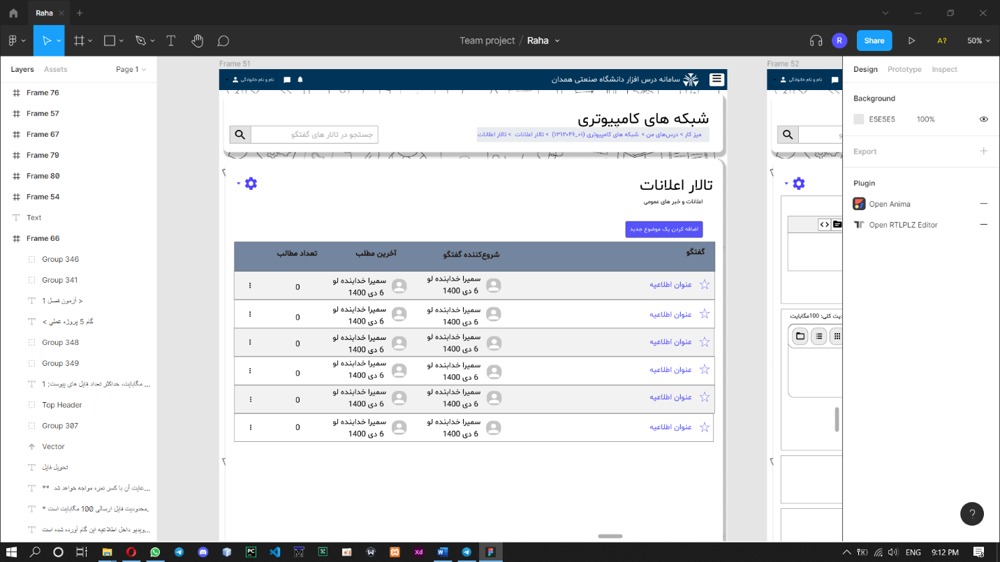 Raha
Team project / Raha
R
Share
A?
50%
Layers
Assets
Page 1
Frame 76
Frame 57
Frame 67
Frame 79
Frame 80
Frame 54
Text
Frame 66
Group 346
Group 341
آزمون فصل 1 >
گام 5 پروژه عملی >
Group 348
Group 349
مگابایت، حداکثر تعداد فایل های پیوست: 1 ...
Top Header
Group 307
Vector
تحویل فایل
** عایت آن با کسر نمره مواجه خواهد شد...
* محدودیت فایل ارسالی 100 مگابایت است.
ویدیو داخل اطلاعیه این گام آورده شده است...
Frame 51
سامانه درس افزار دانشگاه صنعتی همدان
نام و نام خانوادگی
شبکه های کامپیوتری
میز کار > درس‌های من > شبکه های کامپیوتری (01_1312046) > تالار اعلانات > تالار اعلانات
جستجو در تالار های گفتگو
تالار اعلانات
اعلانات و خبر های عمومی
اضافه کردن یک موضوع جدید
گفتگو شروع‌کننده گفتگو آخرین مطلب تعداد مطالب
عنوان اطلاعیه سمیرا خدابنده لو 6 دی 1400 سمیرا خدابنده لو 6 دی 1400 0
عنوان اطلاعیه سمیرا خدابنده لو 6 دی 1400 سمیرا خدابنده لو 6 دی 1400 0
عنوان اطلاعیه سمیرا خدابنده لو 6 دی 1400 سمیرا خدابنده لو 6 دی 1400 0
عنوان اطلاعیه سمیرا خدابنده لو 6 دی 1400 سمیرا خدابنده لو 6 دی 1400 0
عنوان اطلاعیه سمیرا خدابنده لو 6 دی 1400 سمیرا خدابنده لو 6 دی 1400 0
عنوان اطلاعیه سمیرا خدابنده لو 6 دی 1400 سمیرا خدابنده لو 6 دی 1400 0
Frame 52
نام و نام خانوادگی
دیت کلی: 100مگابایت
Design
Prototype
Inspect
Background
E5E5E5
100%
Export
Plugin
Open Anima
Open RTLPLZ Editor
?
PC
Xd
ENG
9:12 PM